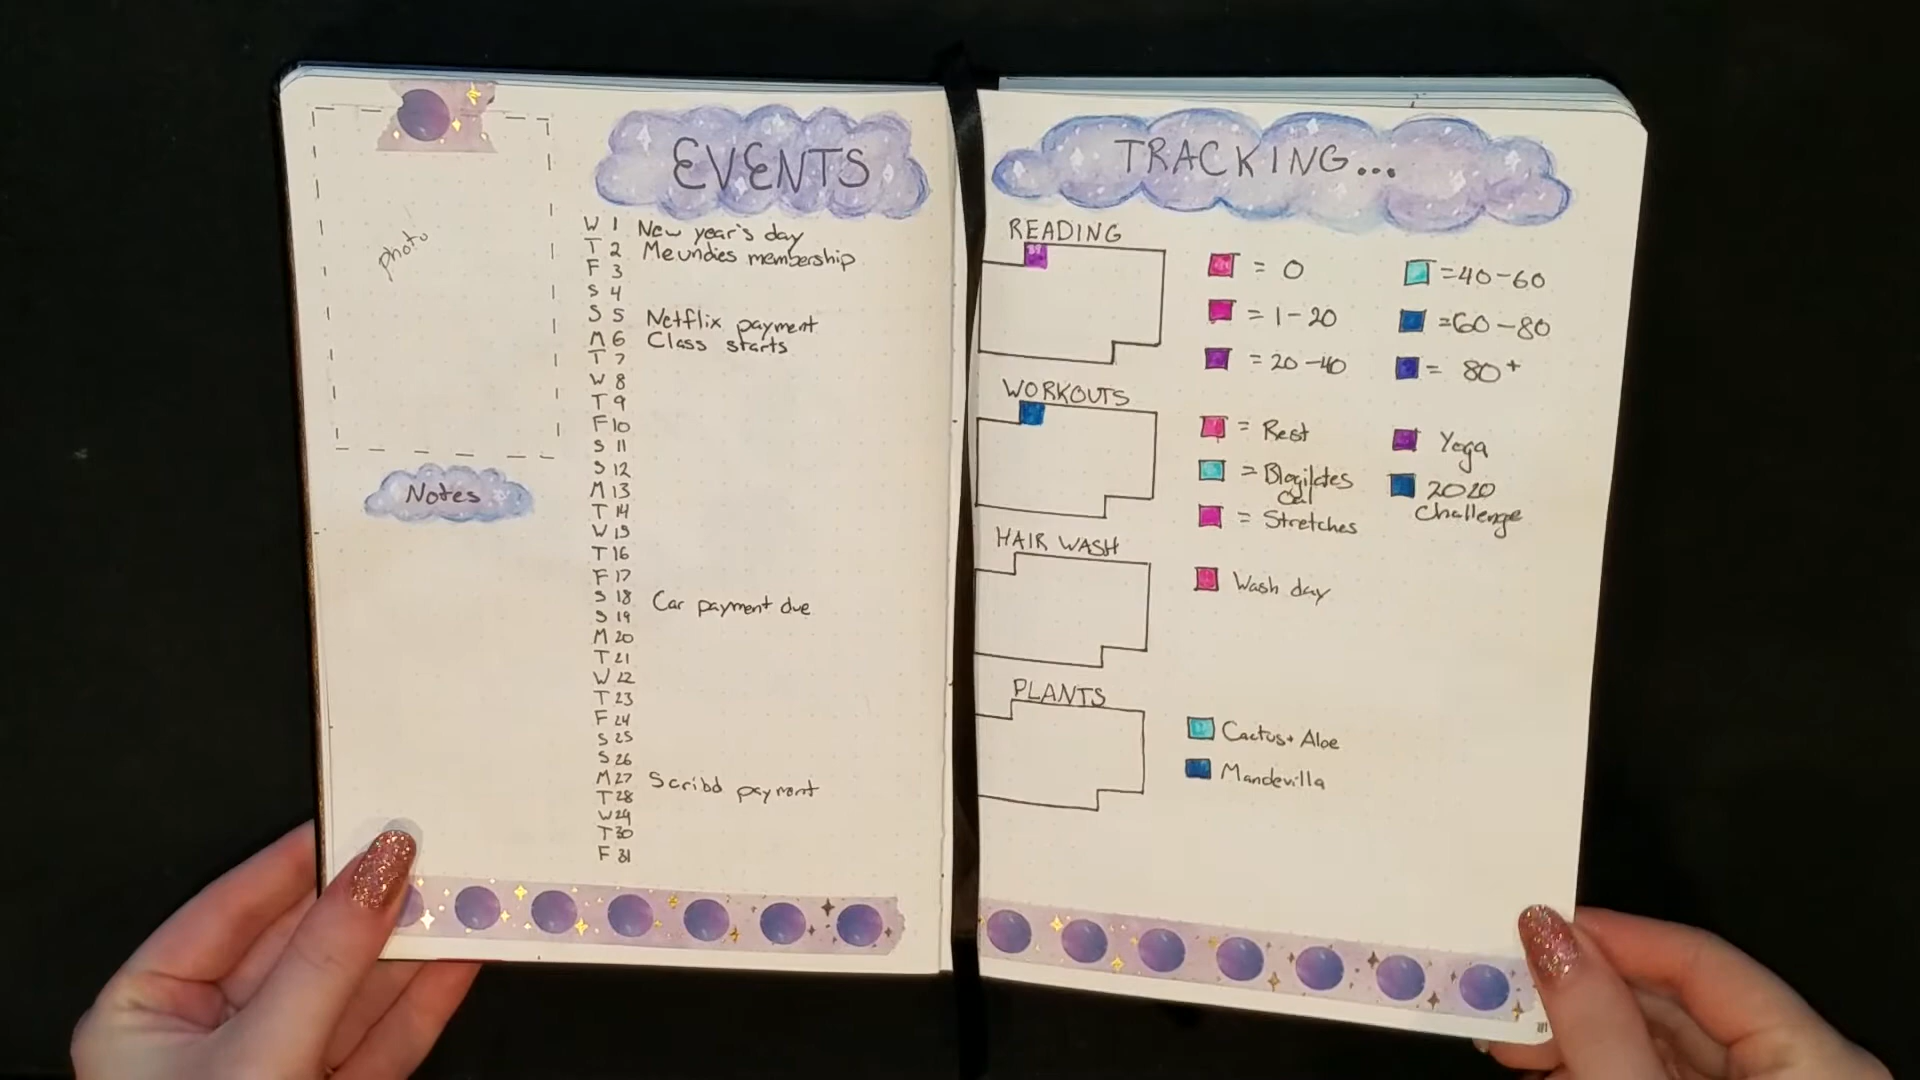 EVENTS
photo
Notes
W 1 New year's day
T 2 Meundies membership
F 3
S 4
S 5 Netflix payment
M 6 Class starts
T 7
W 8
T 9
F 10
S 11
S 12
M 13
T 14
W 15
T 16
F 17
S 18 Car payment due
S 19
M 20
T 21
W 22
T 23
F 24
S 25
S 26
M 27 Scribd payment
T 28
W 29
T 30
F 31
TRACKING...
READING
= 0
= 1-20
= 20-40
= 40-60
= 60-80
= 80+
WORKOUTS
= Rest
= Blogilates
Cal
= Stretches
Yoga
2020
Challenge
HAIR WASH
Wash day
PLANTS
Cactus + Aloe
Mandevilla